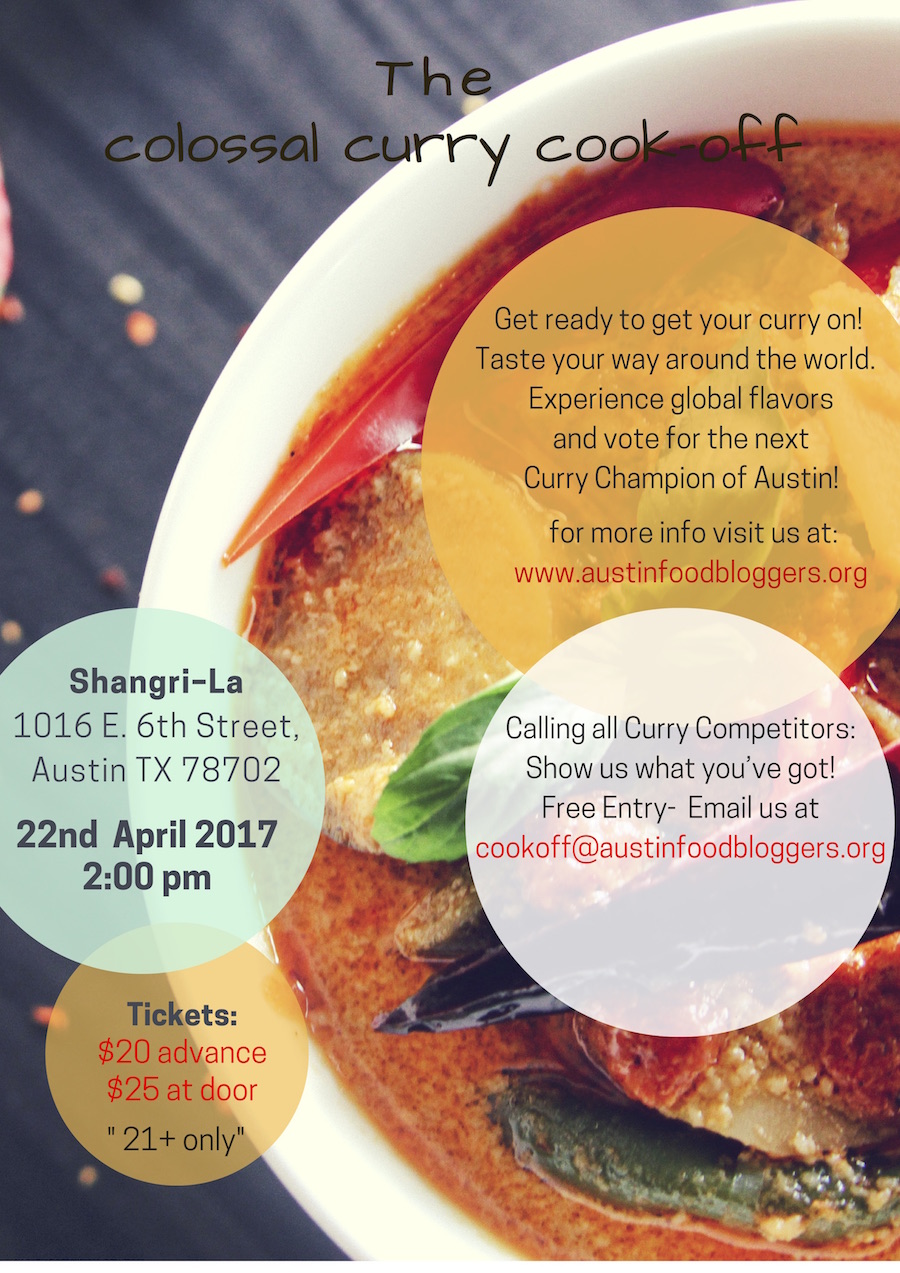 The
colossal curry cook-off
Get ready to get your curry on!
Taste your way around the world.
Experience global flavors
and vote for the next
Curry Champion of Austin!
for more info visit us at:
www.austinfoodbloggers.org
Shangri-La
1016 E. 6th Street,
Austin TX 78702
22nd April 2017
2:00 pm
Calling all Curry Competitors:
Show us what you've got!
Free Entry- Email us at
cookoff@austinfoodbloggers.org
Tickets:
$20 advance
$25 at door
" 21+ only"